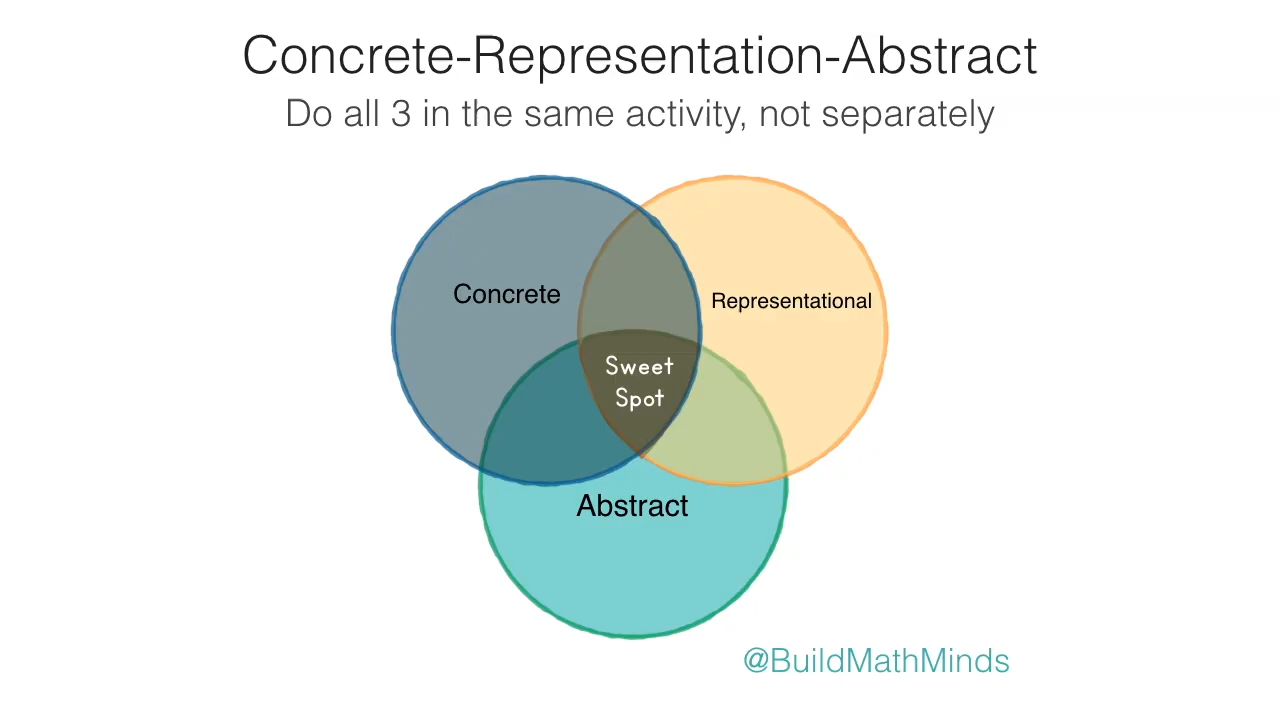 Concrete-Representation-Abstract
Do all 3 in the same activity, not separately
Concrete
Representational
Sweet
Spot
Abstract
@BuildMathMinds